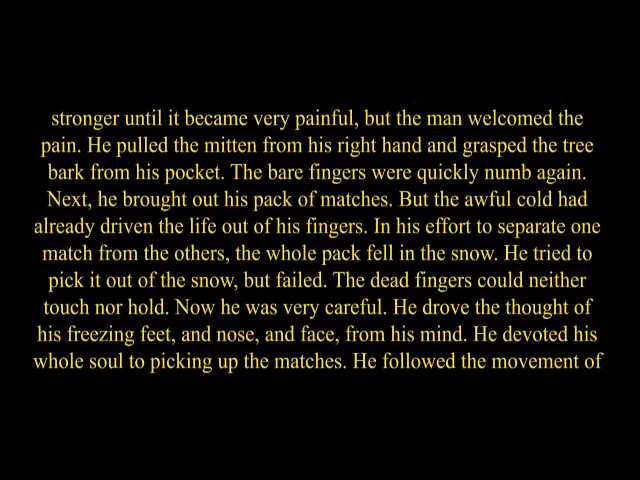 stronger until it became very painful, but the man welcomed the
pain. He pulled the mitten from his right hand and grasped the tree
bark from his pocket. The bare fingers were quickly numb again.
Next, he brought out his pack of matches. But the awful cold had
already driven the life out of his fingers. In his effort to separate one
match from the others, the whole pack fell in the snow. He tried to
pick it out of the snow, but failed. The dead fingers could neither
touch nor hold. Now he was very careful. He drove the thought of
his freezing feet, and nose, and face, from his mind. He devoted his
whole soul to picking up the matches. He followed the movement of